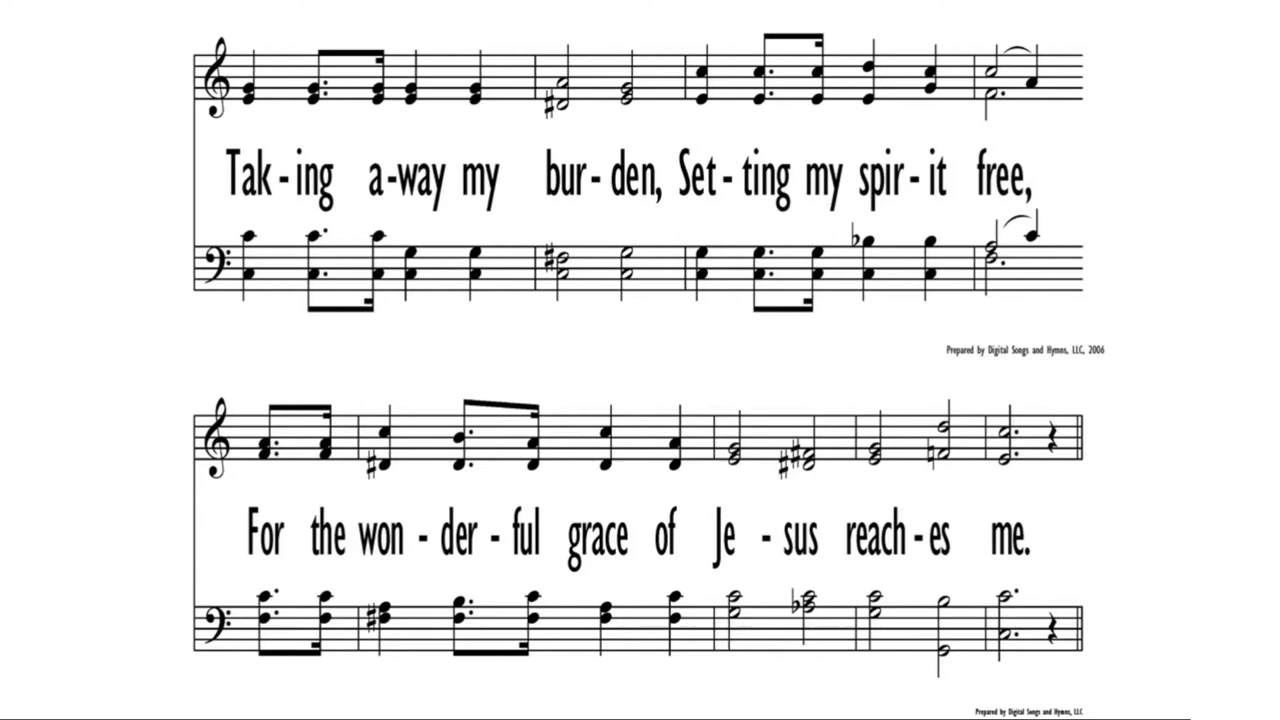 Tak - ing a - way my bur - den, Set - ting my spir - it free,
Prepared by Digital Songs and Hymns, LLC, 2006
For the won - der - ful grace of Je - sus reach - es me.
Prepared by Digital Songs and Hymns, LLC